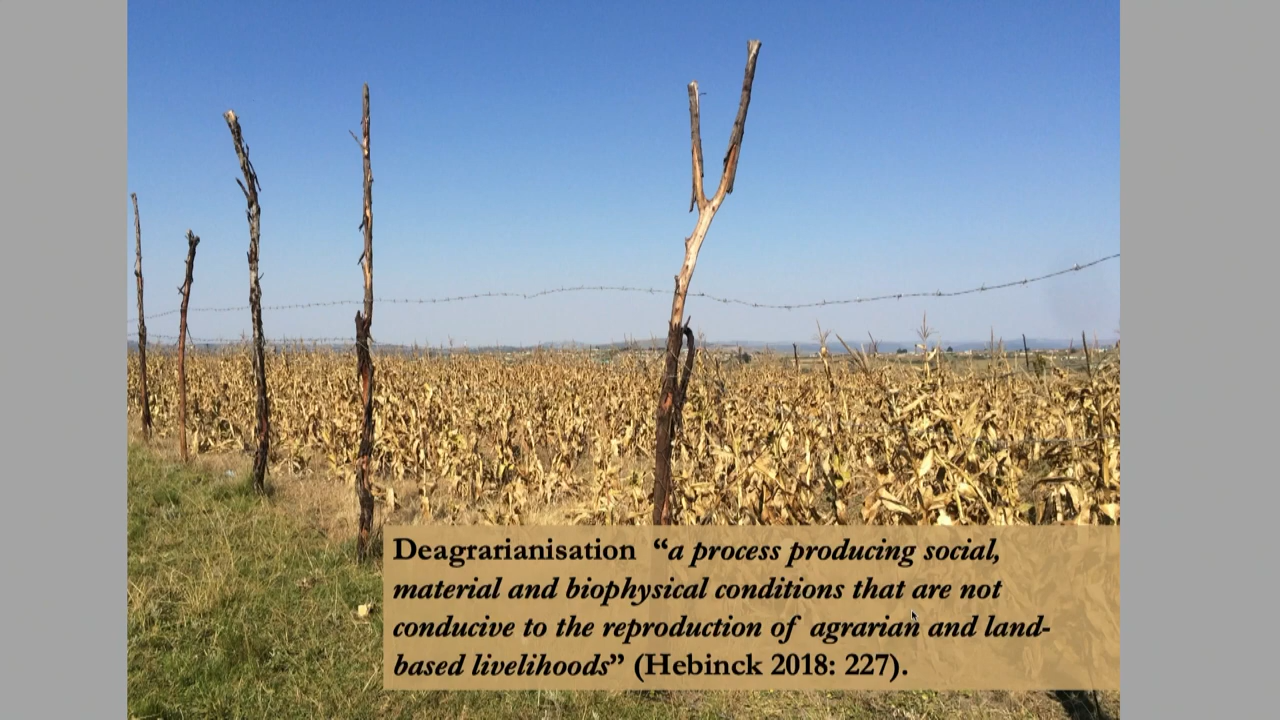 Deagrarianisation “a process producing social,
material and biophysical conditions that are not
conducive to the reproduction of agrarian and land-
based livelihoods” (Hebinck 2018: 227).